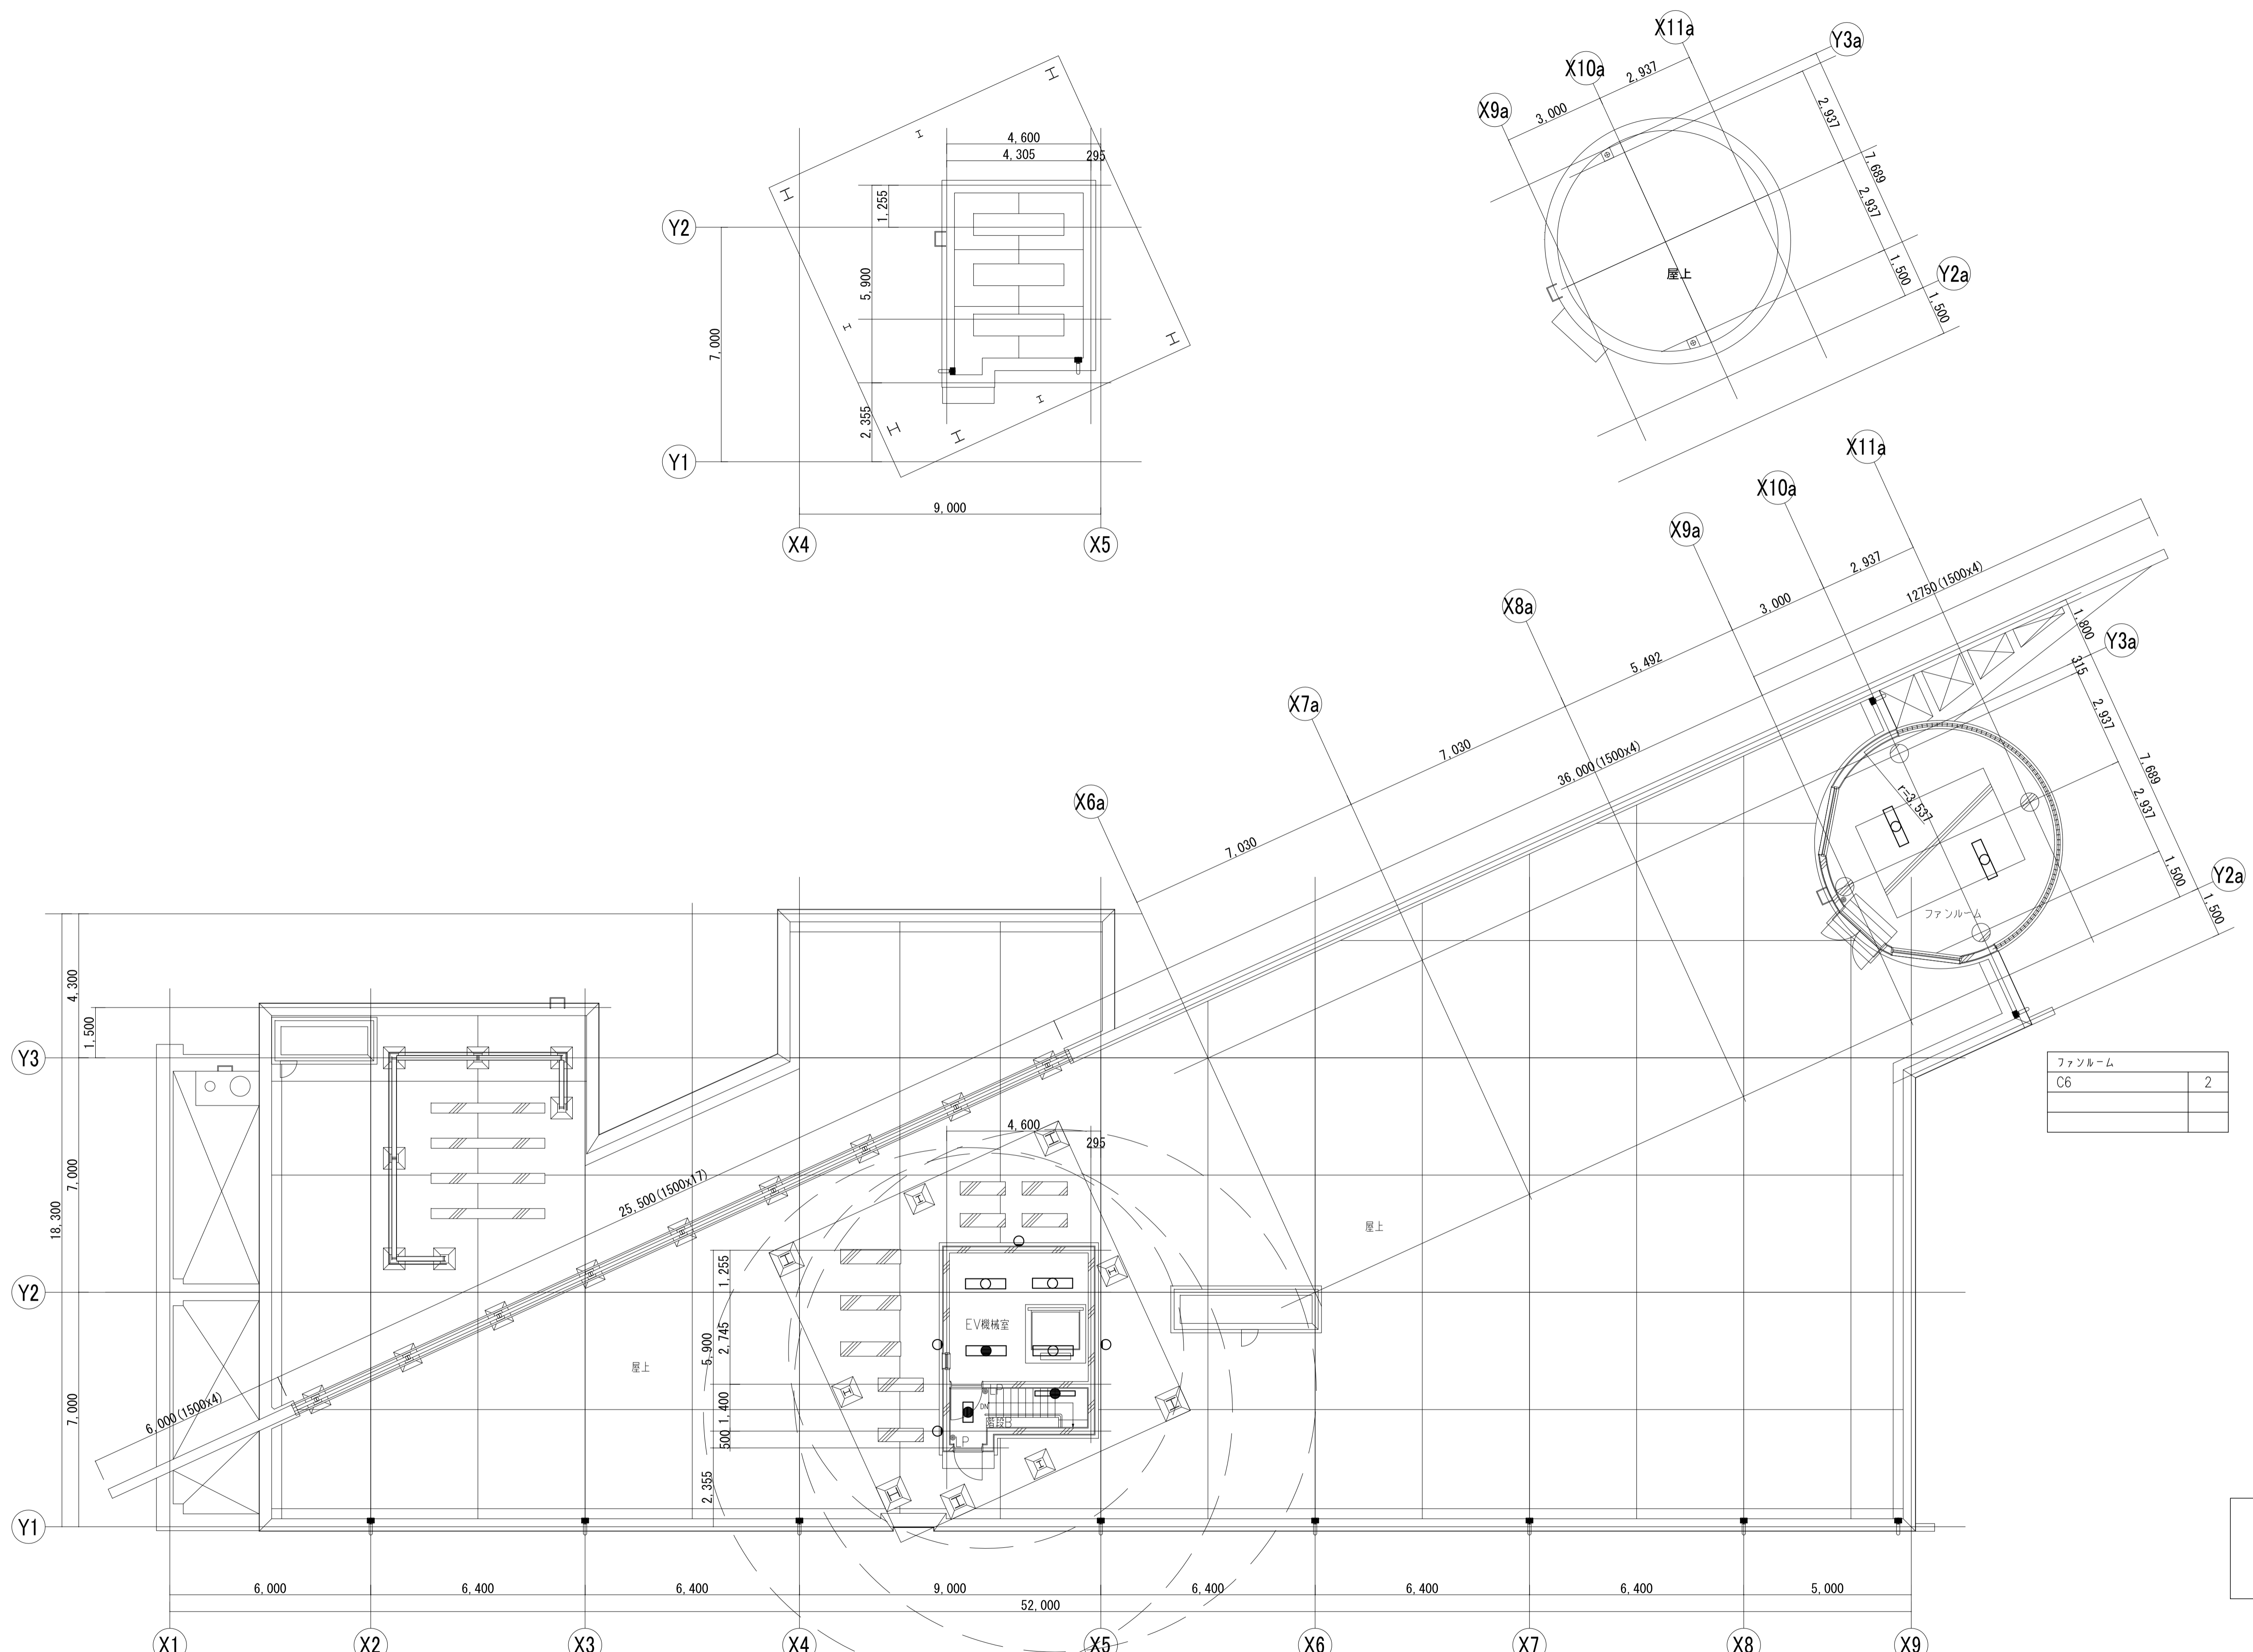 X11a
Y3a
X10a
2,937
X9a
3,000
2,937
7,689
2,937
屋上
1,500
Y2a
1,500
4,600
4,305
295
1,255
Y2
5,900
7,000
2,355
Y1
9,000
X4
X5
X11a
X10a
X9a
2,937
12750(1500x4)
3,000
X8a
1,800
Y3a
5,492
315
X7a
2,937
7,030
36,000(1500x4)
7,689
r=3,537
2,937
X6a
7,030
1,500
Y2a
1,500
ファンルーム
4,300
1,500
Y3
ファンルーム
C6 2
4,600
295
25,500(1500x17)
7,000
18,300
屋上
1,255
Y2
EV機械室
5,900
2,745
屋上
LP
6,000(1500x4)
7,000
1,400
DN
階段B
500
LP
2,355
Y1
6,000
6,400
6,400
9,000
6,400
6,400
6,400
5,000
52,000
X1
X2
X3
X4
X5
X6
X7
X8
X9